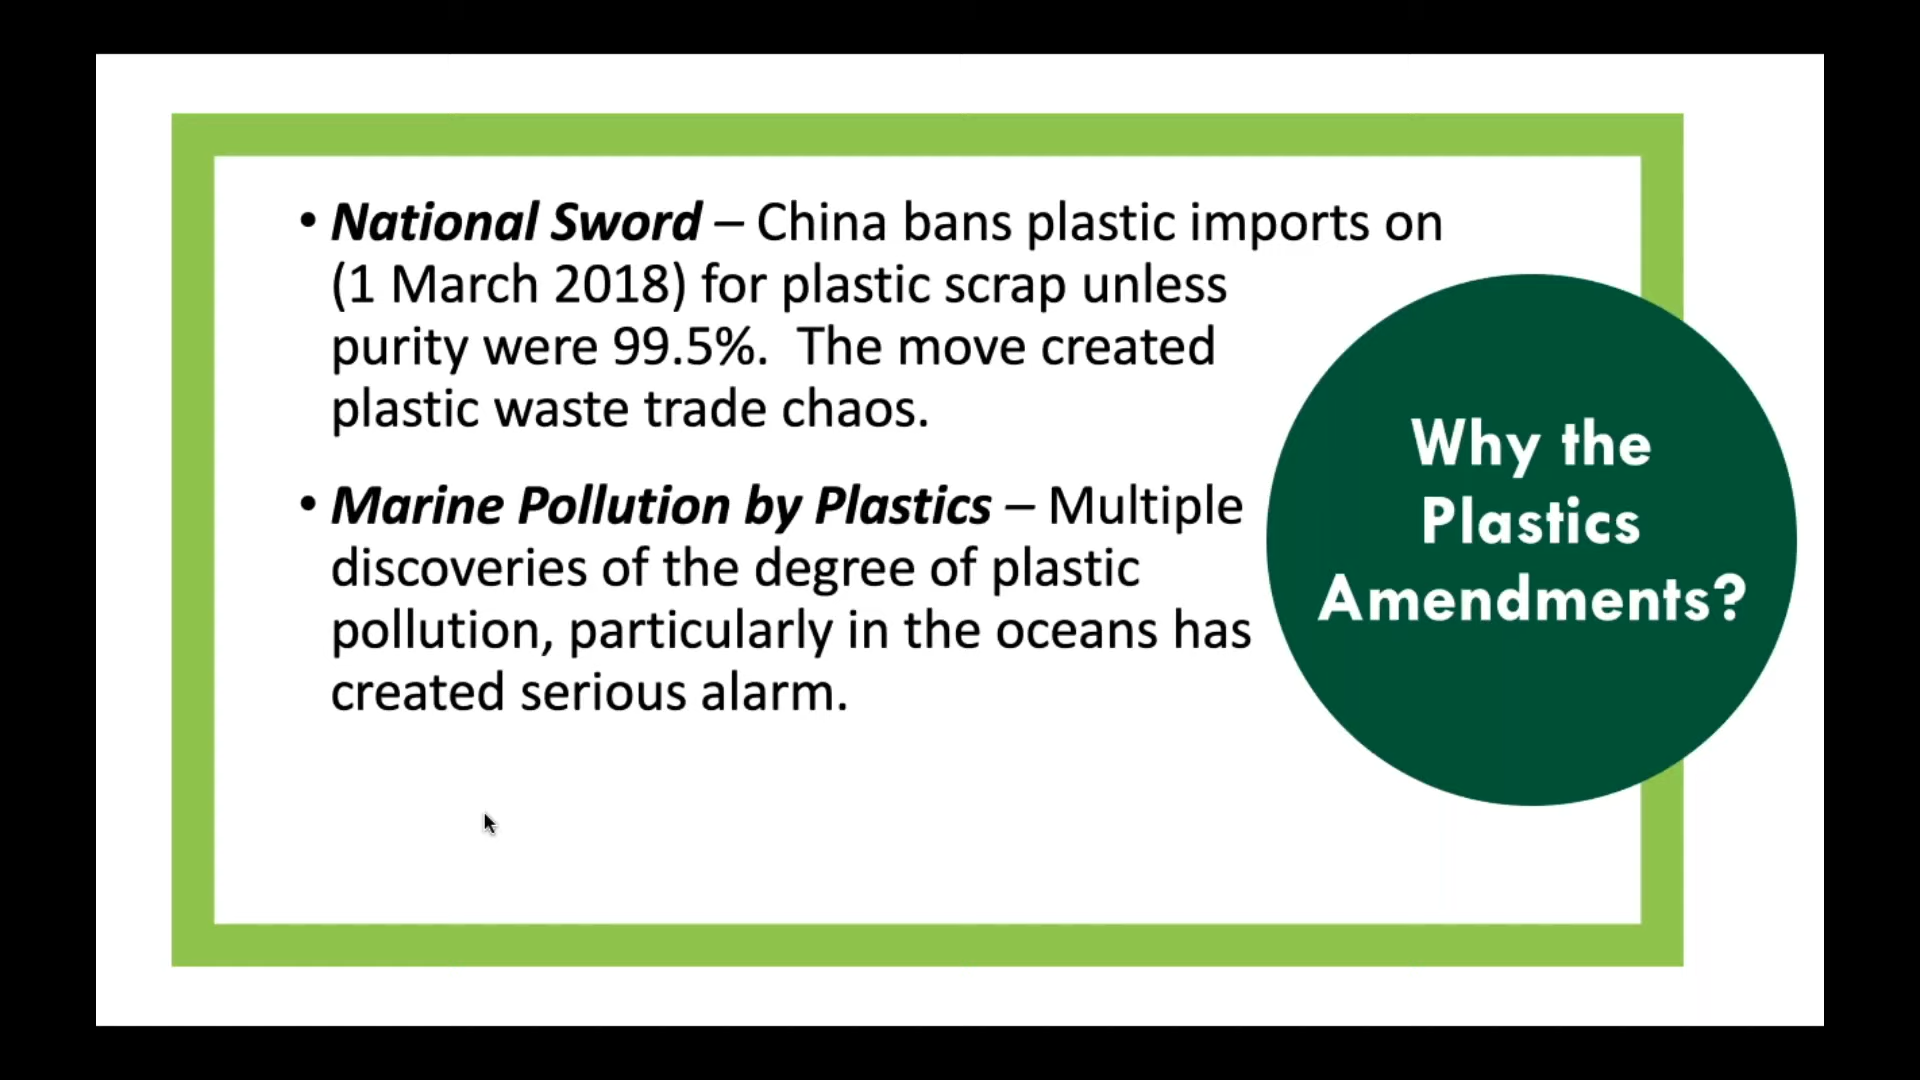 • National Sword – China bans plastic imports on
(1 March 2018) for plastic scrap unless
purity were 99.5%.  The move created
plastic waste trade chaos.
• Marine Pollution by Plastics – Multiple
discoveries of the degree of plastic
pollution, particularly in the oceans has
created serious alarm.
Why the
Plastics
Amendments?